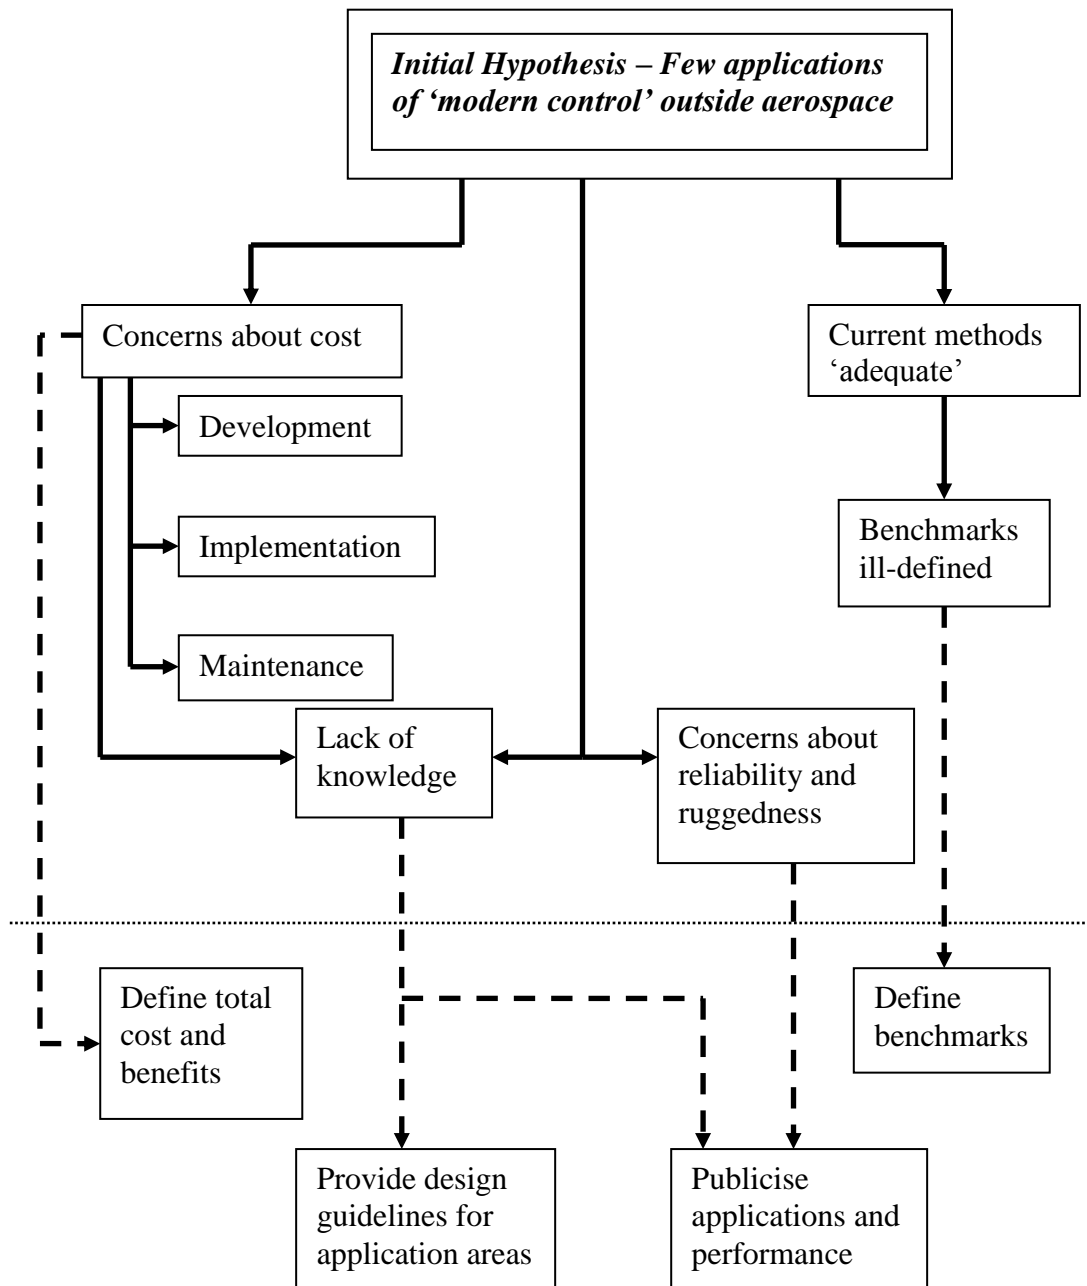 Initial Hypothesis – Few applications
of ‘modern control’ outside aerospace
Concerns about cost
Current methods
‘adequate’
Development
Benchmarks
ill-defined
Implementation
Maintenance
Lack of
knowledge
Concerns about
reliability and
ruggedness
Define total
cost and
benefits
Define
benchmarks
Provide design
guidelines for
application areas
Publicise
applications and
performance